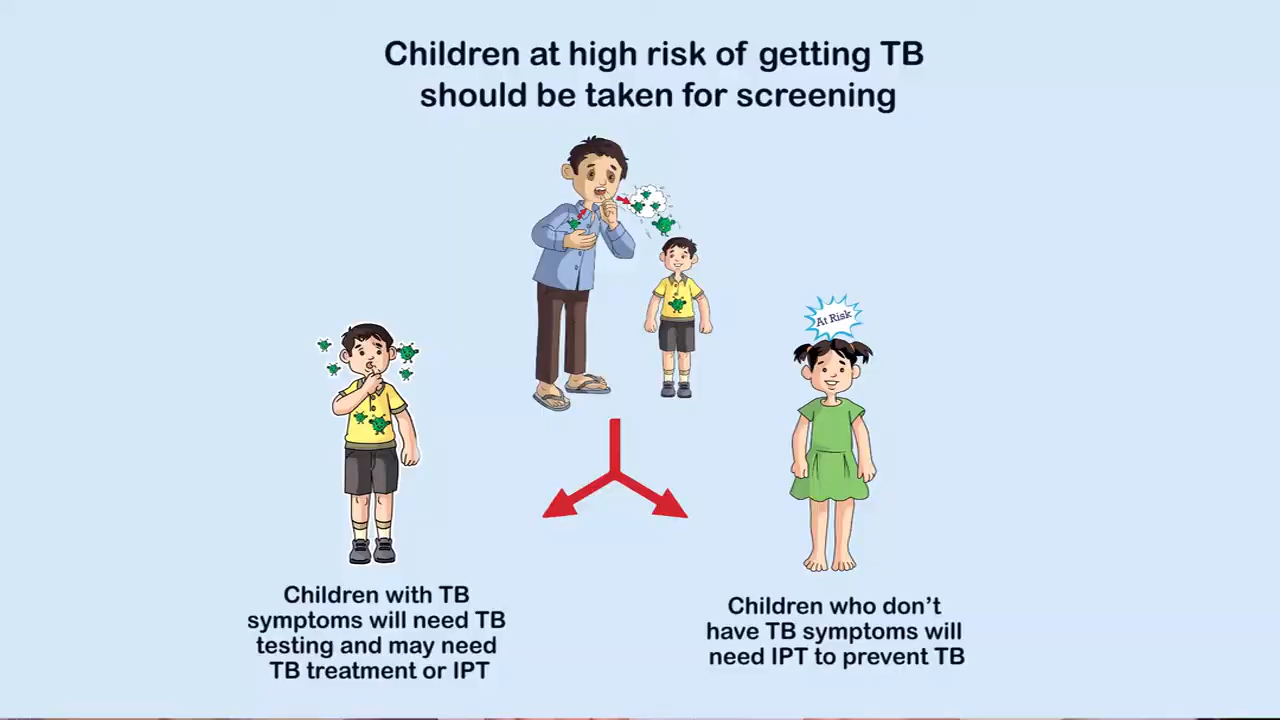 Children at high risk of getting TB
should be taken for screening
At Risk
Children with TB
symptoms will need TB
testing and may need
TB treatment or IPT
Children who don't
have TB symptoms will
need IPT to prevent TB